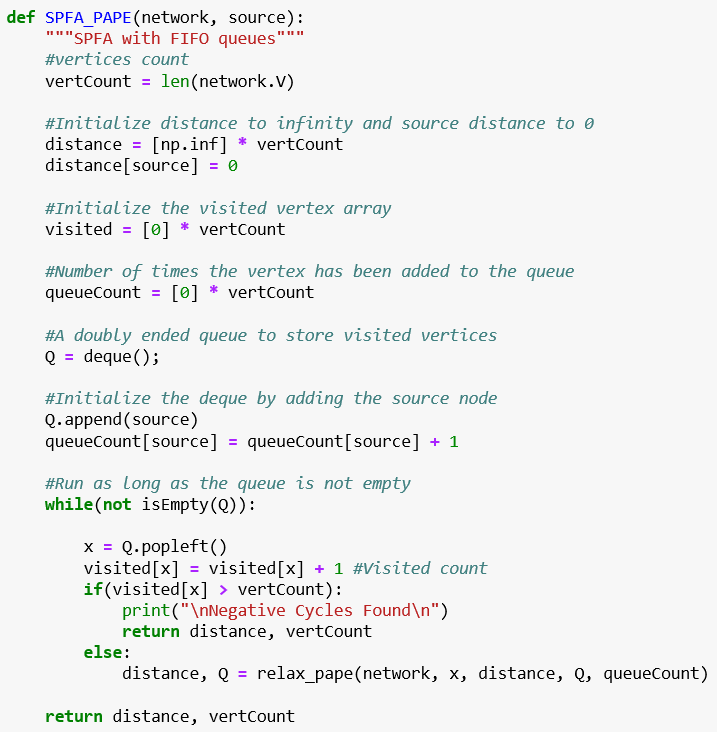 def SPFA_PAPE(network, source):
    """SPFA with FIFO queues"""
    #vertices count
    vertCount = len(network.V)

    #Initialize distance to infinity and source distance to 0
    distance = [np.inf] * vertCount
    distance[source] = 0

    #Initialize the visited vertex array
    visited = [0] * vertCount

    #Number of times the vertex has been added to the queue
    queueCount = [0] * vertCount

    #A doubly ended queue to store visited vertices
    Q = deque();

    #Initialize the deque by adding the source node
    Q.append(source)
    queueCount[source] = queueCount[source] + 1

    #Run as long as the queue is not empty
    while(not isEmpty(Q)):

        x = Q.popleft()
        visited[x] = visited[x] + 1 #Visited count
        if(visited[x] > vertCount):
            print("\nNegative Cycles Found\n")
            return distance, vertCount
        else:
            distance, Q = relax_pape(network, x, distance, Q, queueCount)

    return distance, vertCount